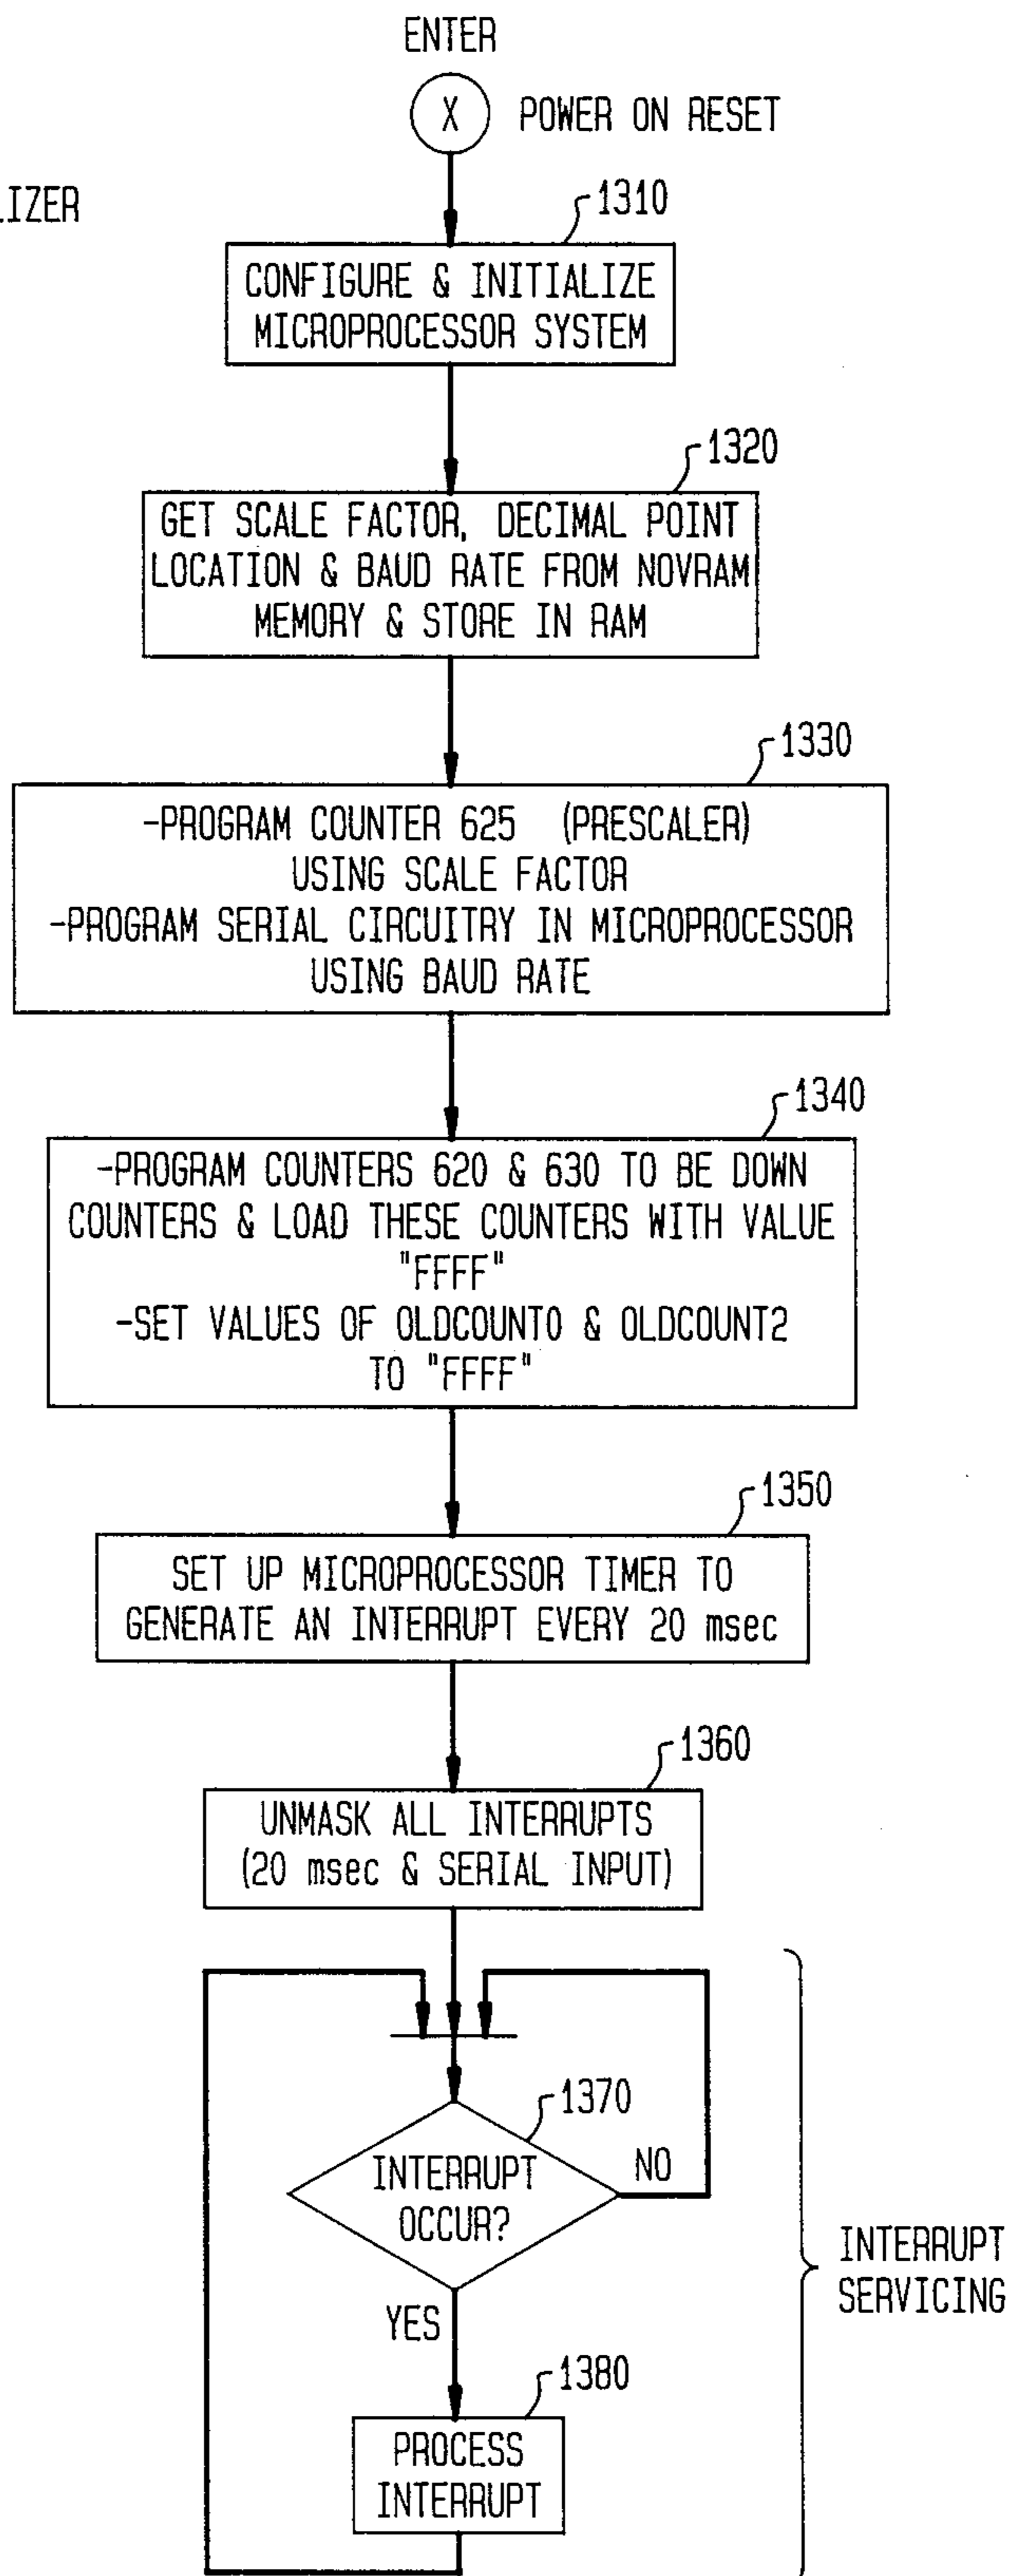 ENTER
X POWER ON RESET
LIZER
1310
CONFIGURE & INITIALIZE
MICROPROCESSOR SYSTEM
1320
GET SCALE FACTOR, DECIMAL POINT
LOCATION & BAUD RATE FROM NOVRAM
MEMORY & STORE IN RAM
1330
-PROGRAM COUNTER 625 (PRESCALER)
USING SCALE FACTOR
-PROGRAM SERIAL CIRCUITRY IN MICROPROCESSOR
USING BAUD RATE
1340
-PROGRAM COUNTERS 620 & 630 TO BE DOWN
COUNTERS & LOAD THESE COUNTERS WITH VALUE
"FFFF"
-SET VALUES OF OLDCOUNT0 & OLDCOUNT2
TO "FFFF"
1350
SET UP MICROPROCESSOR TIMER TO
GENERATE AN INTERRUPT EVERY 20 msec
1360
UNMASK ALL INTERRUPTS
(20 msec & SERIAL INPUT)
1370
INTERRUPT
OCCUR?
NO
YES
INTERRUPT
SERVICING
1380
PROCESS
INTERRUPT